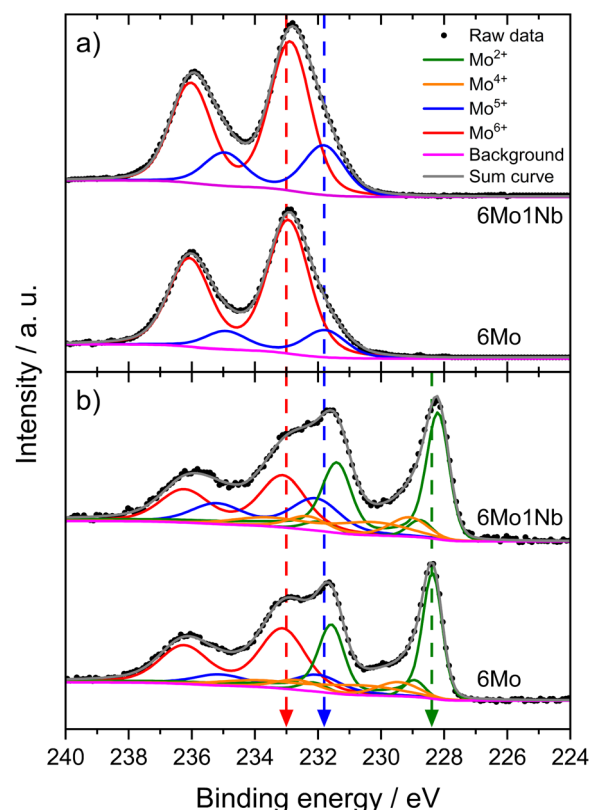 a)
Raw data
Mo2+
Mo4+
Mo5+
Mo6+
Background
Sum curve
6Mo1Nb
6Mo
b)
6Mo1Nb
6Mo
Intensity / a. u.
240 238 236 234 232 230 228 226 224
Binding energy / eV